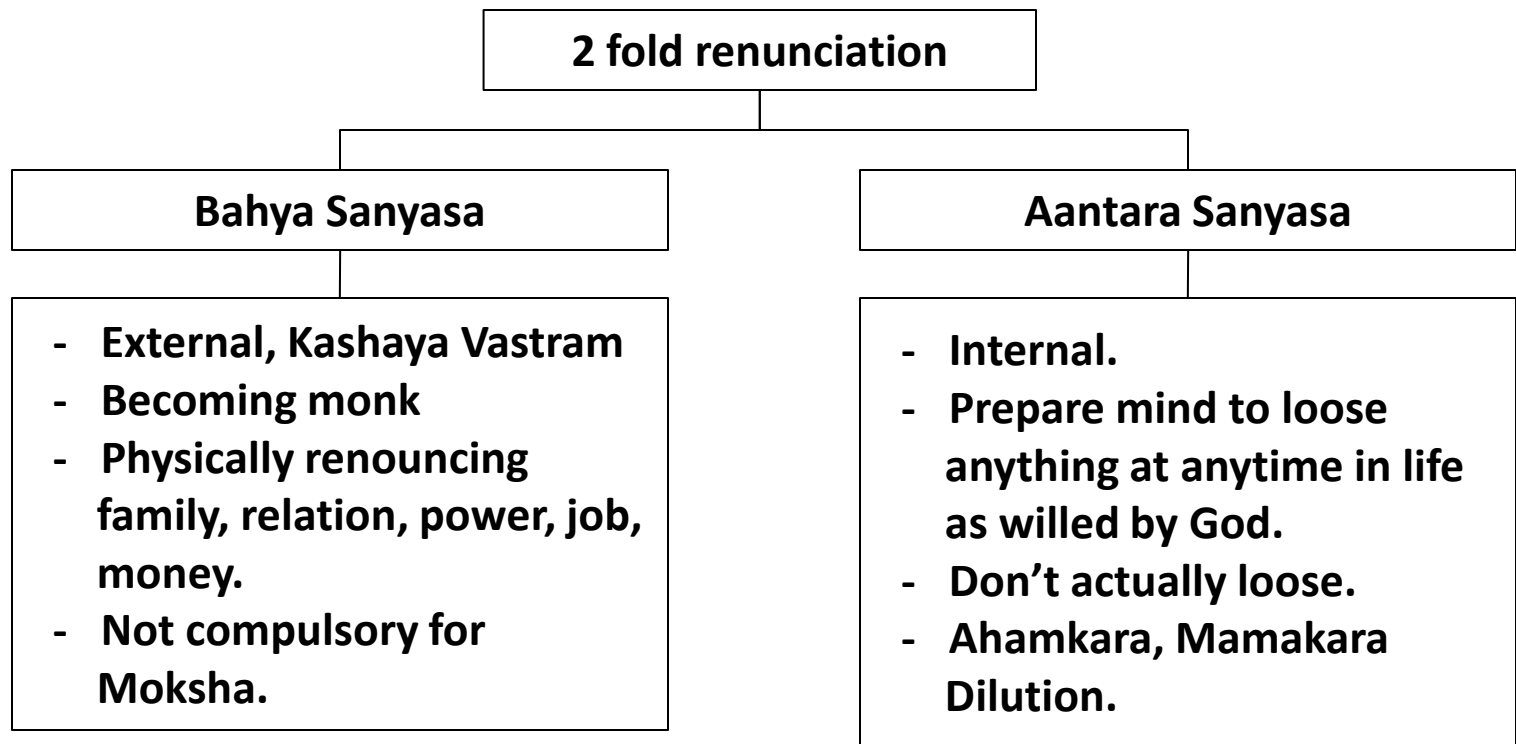 2 fold renunciation
Bahya Sanyasa
Aantara Sanyasa
- External, Kashaya Vastram
- Becoming monk
- Physically renouncing
family, relation, power, job,
money.
- Not compulsory for
Moksha.
- Internal.
- Prepare mind to loose
anything at anytime in life
as willed by God.
- Don’t actually loose.
- Ahamkara, Mamakara
Dilution.